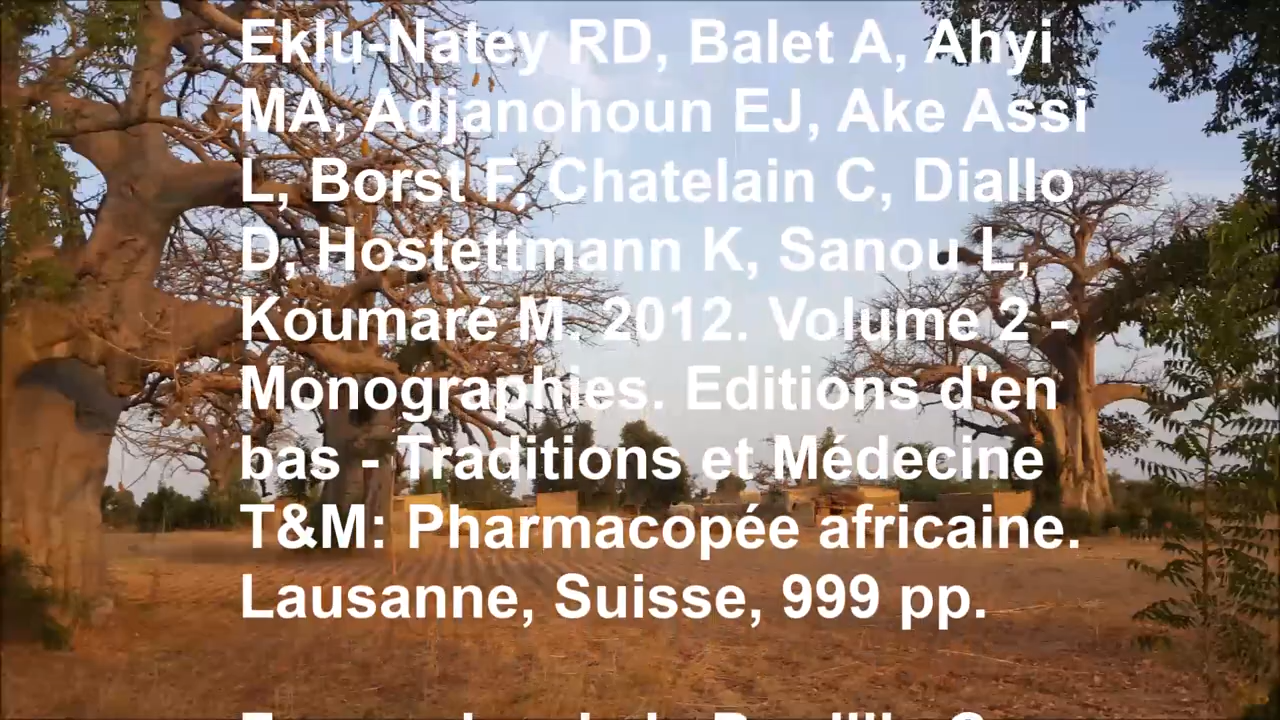 Eklu-Natey RD, Balet A, Ahyi
MA, Adjanohoun EJ, Ake Assi
L, Borst F, Chatelain C, Diallo
D, Hostettmann K, Sanou L,
Koumaré M. 2012. Volume 2 -
Monographies. Editions d'en
bas - Traditions et Médecine
T&M: Pharmacopée africaine.
Lausanne, Suisse, 999 pp.